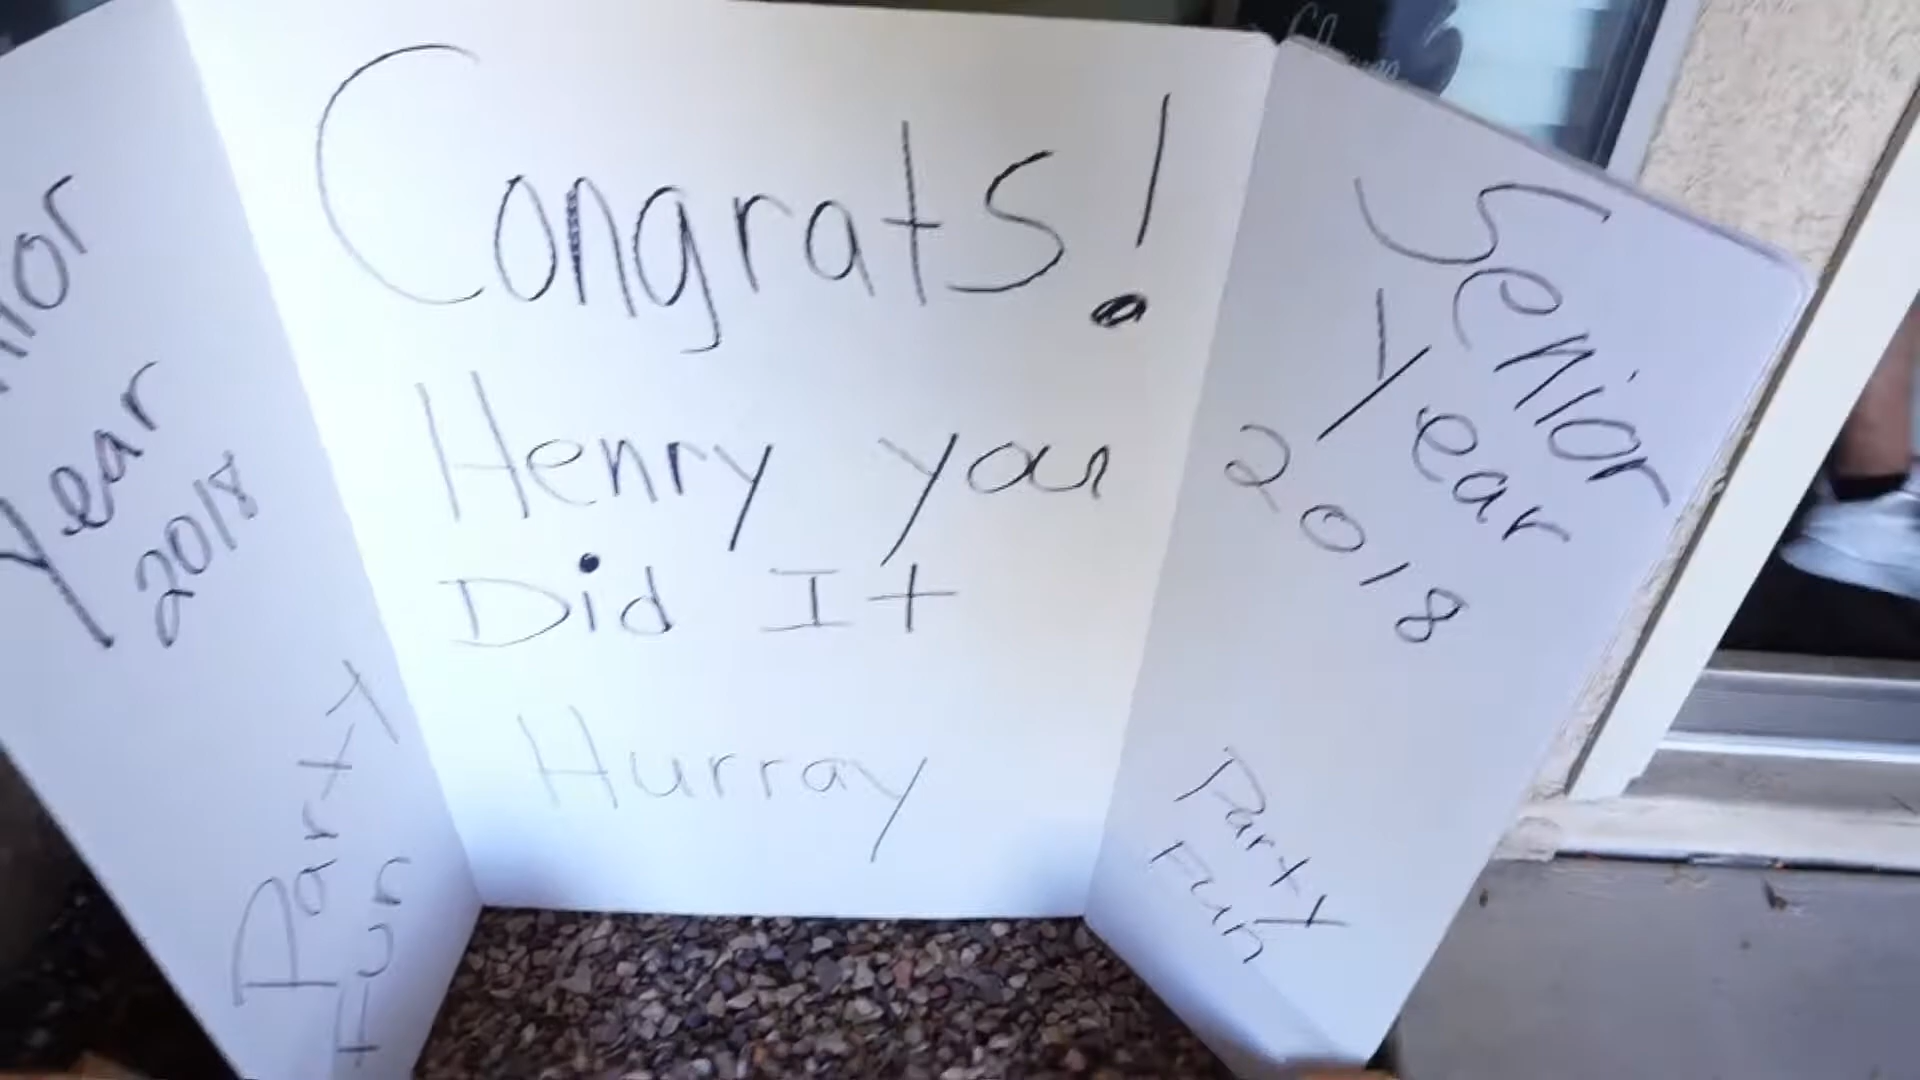 Year
2018
Party
Fun
Congrats!
Henry you
Did It
Hurray
Senior
Year
2018
Party
Fun